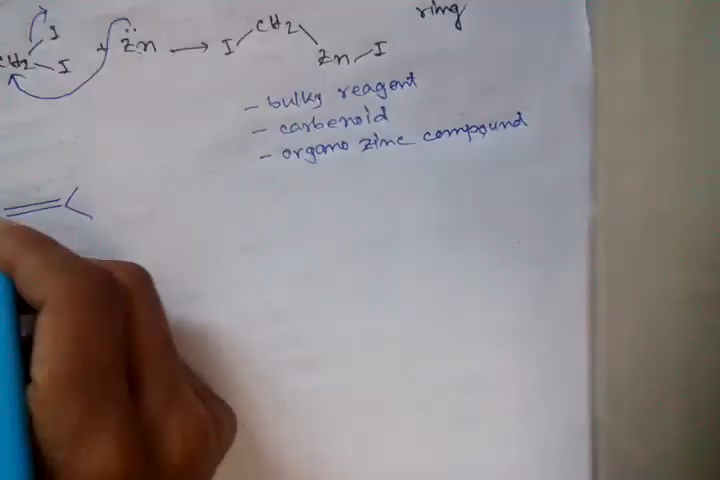 ring
I
CH2 I + Zn → I CH2 Zn I
- bulky reagent
- carbenoid
- organo zinc compound